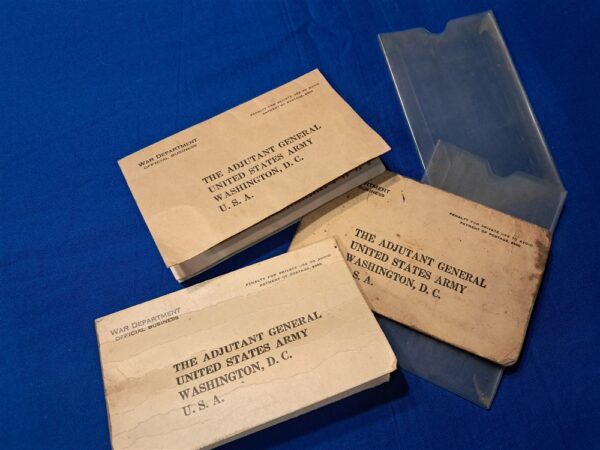 WAR DEPARTMENT
OFFICIAL BUSINESS
PENALTY FOR PRIVATE USE TO AVOID
PAYMENT OF POSTAGE, $300
THE ADJUTANT GENERAL
UNITED STATES ARMY
WASHINGTON, D. C.
U. S. A.
DEPARTMENT
PENALTY FOR PRIVATE USE TO AVOID
PAYMENT OF POSTAGE, $300
THE ADJUTANT GENERAL
UNITED STATES ARMY
WASHINGTON, D. C.
S. A.
WAR DEPARTMENT
OFFICIAL BUSINESS
PENALTY FOR PRIVATE USE TO AVOID
PAYMENT OF POSTAGE, $300
THE ADJUTANT GENERAL
UNITED STATES ARMY
WASHINGTON, D. C.
U. S. A.